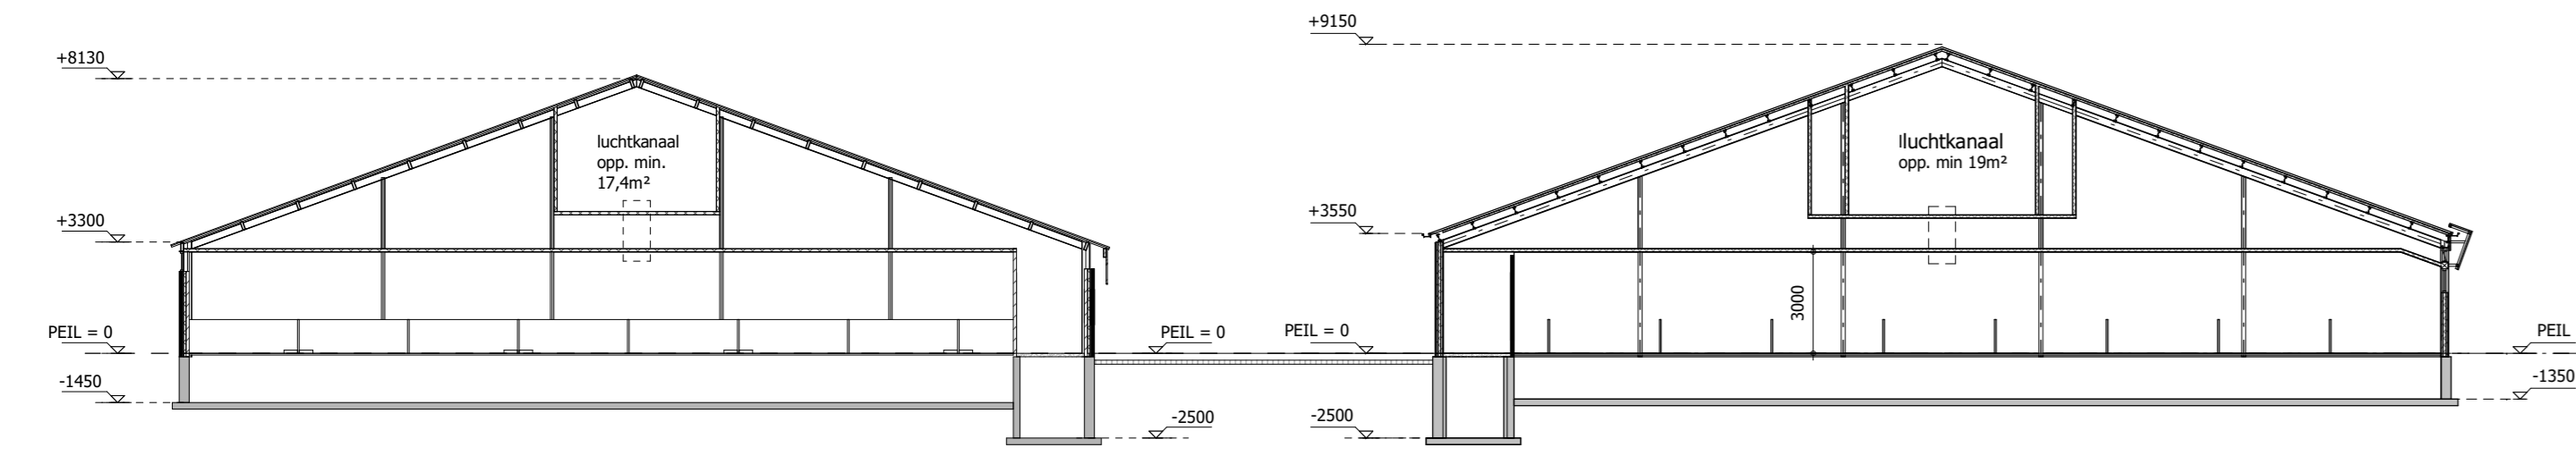 +9150
+8130
luchtkanaal
opp. min.
17,4m²
luchtkanaal
opp. min 19m²
+3300
+3550
3000
PEIL = 0
PEIL = 0
PEIL = 0
PEIL
-1450
-1350
-2500
-2500